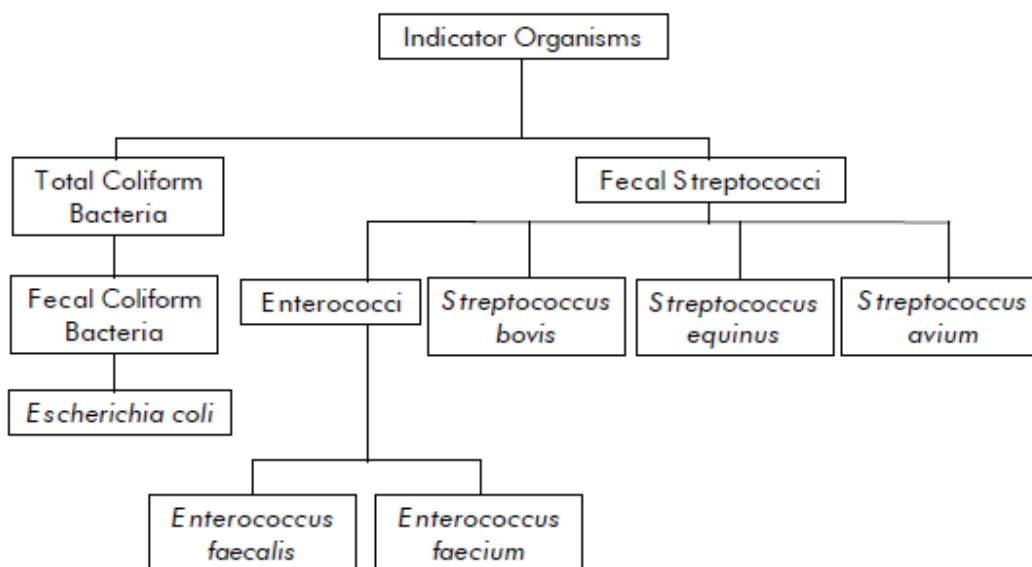 Indicator Organisms
Total Coliform
Bacteria
Fecal Streptococci
Fecal Coliform
Bacteria
Enterococci
Streptococcus
bovis
Streptococcus
equinus
Streptococcus
avium
Escherichia coli
Enterococcus
faecalis
Enterococcus
faecium